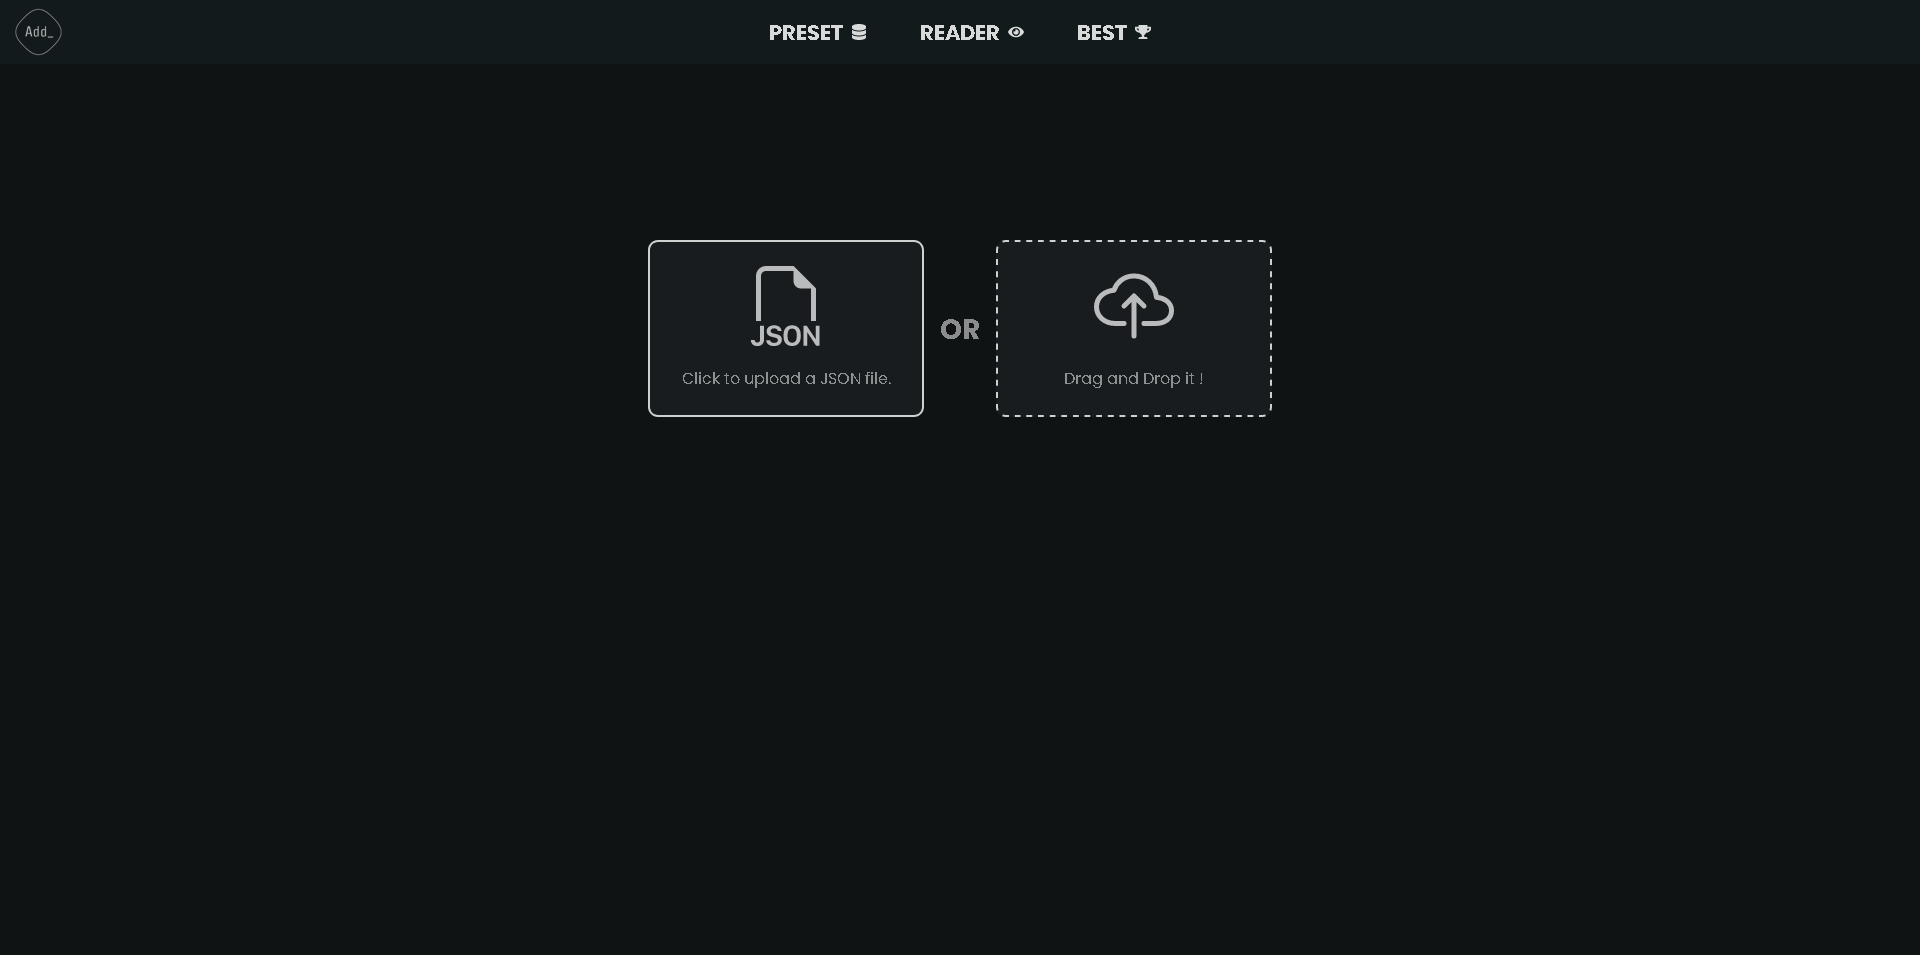 Add_
PRESET
READER
BEST
JSON
Click to upload a JSON file.
OR
Drag and Drop it !